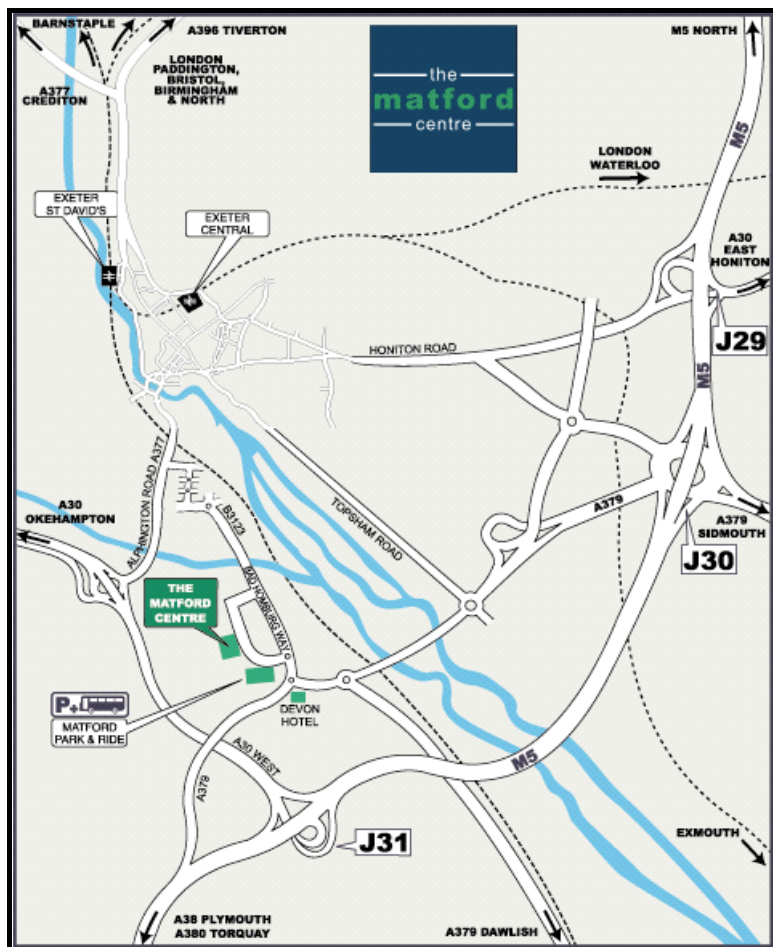 BARNSTAPLE
A396 TIVERTON
M5 NORTH
LONDON
PADDINGTON,
BRISTOL,
BIRMINGHAM
& NORTH
A377
CREDITON
the
matford
centre
M5
LONDON
WATERLOO
EXETER
ST DAVID'S
EXETER
CENTRAL
A30
EAST
HONITON
J29
HONITON ROAD
M5
ALPHINGTON ROAD A377
A30
OKEHAMPTON
B3123
TOPSHAM ROAD
A379
A379
SIDMOUTH
J30
THE
MATFORD
CENTRE
BAD HOMBURG WAY
P+
MATFORD
PARK & RIDE
DEVON
HOTEL
A30 WEST
A379
M5
J31
EXMOUTH
A38 PLYMOUTH
A380 TORQUAY
A379 DAWLISH